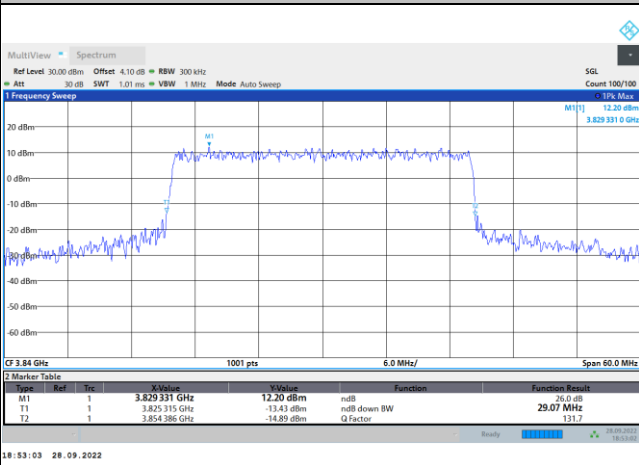 MultiView Spectrum
Ref Level 30.00 dBm Offset 4.10 dB RBW 300 kHz SGL
Att 30 dB SWT 1.01 ms VBW 1 MHz Mode Auto Sweep Count 100/100
1 Frequency Sweep 1Pk Max
M1[1] 12.20 dBm
3.829 331 0 GHz
20 dBm
M1
10 dBm
0 dBm
-10 dBm
-20 dBm
-30 dBm
-40 dBm
-50 dBm
-60 dBm
CF 3.84 GHz 1001 pts 6.0 MHz/ Span 60.0 MHz
2 Marker Table
Type Ref Trc X-Value Y-Value Function Function Result
M1 1 3.829 331 GHz 12.20 dBm ndB 26.0 dB
T1 1 3.825 315 GHz -13.43 dBm ndB down BW 29.07 MHz
T2 1 3.854 386 GHz -14.89 dBm Q Factor 131.7
Ready 28.09.2022
18:53:02
18:53:03 28.09.2022